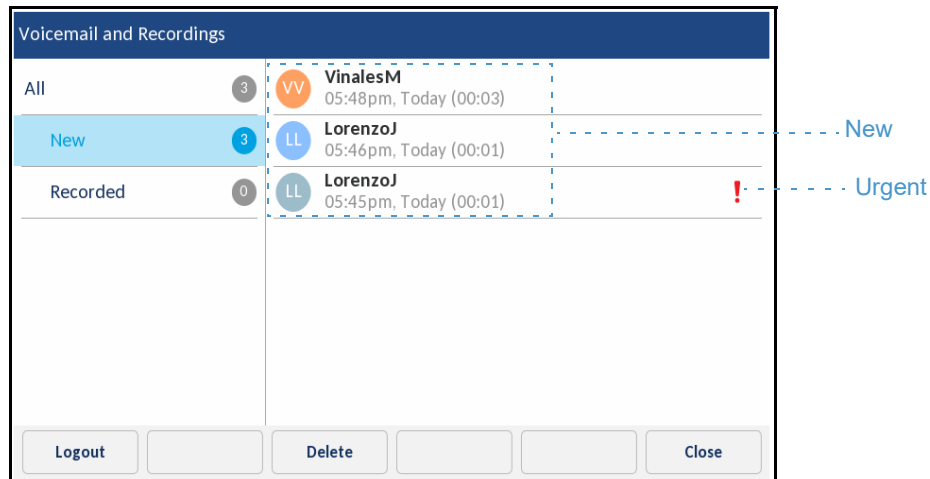 Voicemail and Recordings
All 3
New 3
Recorded 0
VV VinalesM
05:48pm, Today (00:03)
LL LorenzoJ
05:46pm, Today (00:01)
LL LorenzoJ
05:45pm, Today (00:01) !
New
Urgent
Logout Delete Close